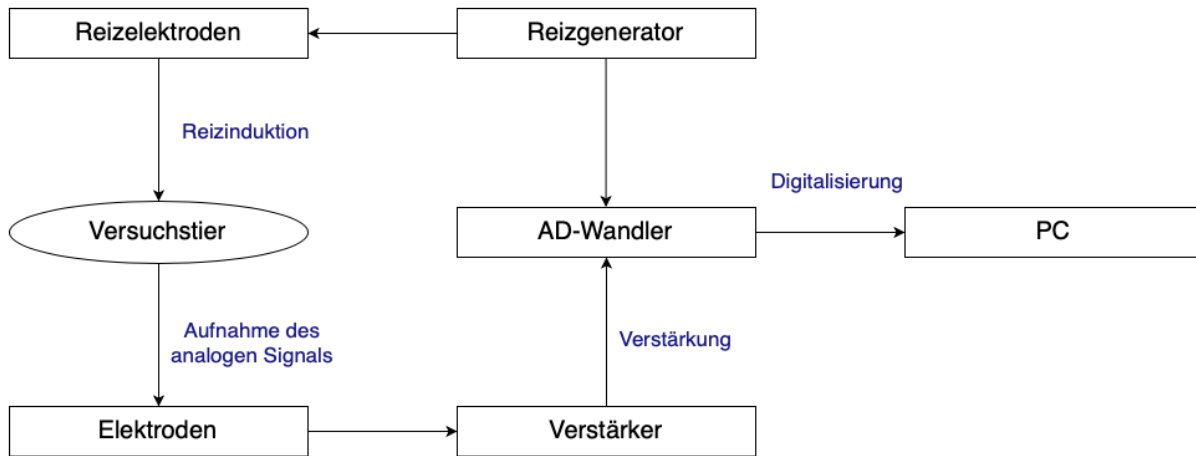 Reizelektroden
Reizgenerator
Reizinduktion
Digitalisierung
Versuchstier
AD-Wandler
PC
Aufnahme des
analogen Signals
Verstärkung
Elektroden
Verstärker